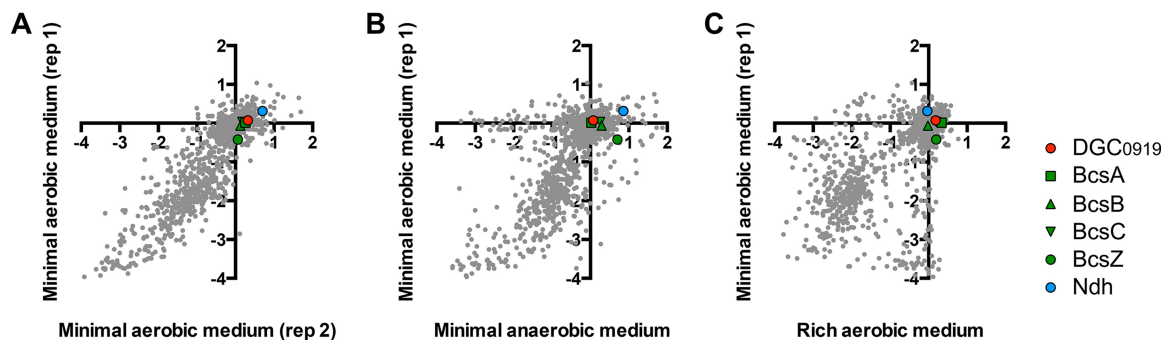 A
B
C
Minimal aerobic medium (rep 1)
2
1
-4 -3 -2 -1 1 2
-1
-2
-3
-4
Minimal aerobic medium (rep 2)
Minimal aerobic medium (rep 1)
2
1
-4 -3 -2 -1 1 2
-1
-2
-3
-4
Minimal anaerobic medium
Minimal aerobic medium (rep 1)
2
1
-4 -3 -2 -1 1 2
-1
-2
-3
-4
Rich aerobic medium
DGC0919
BcsA
BcsB
BcsC
BcsZ
Ndh